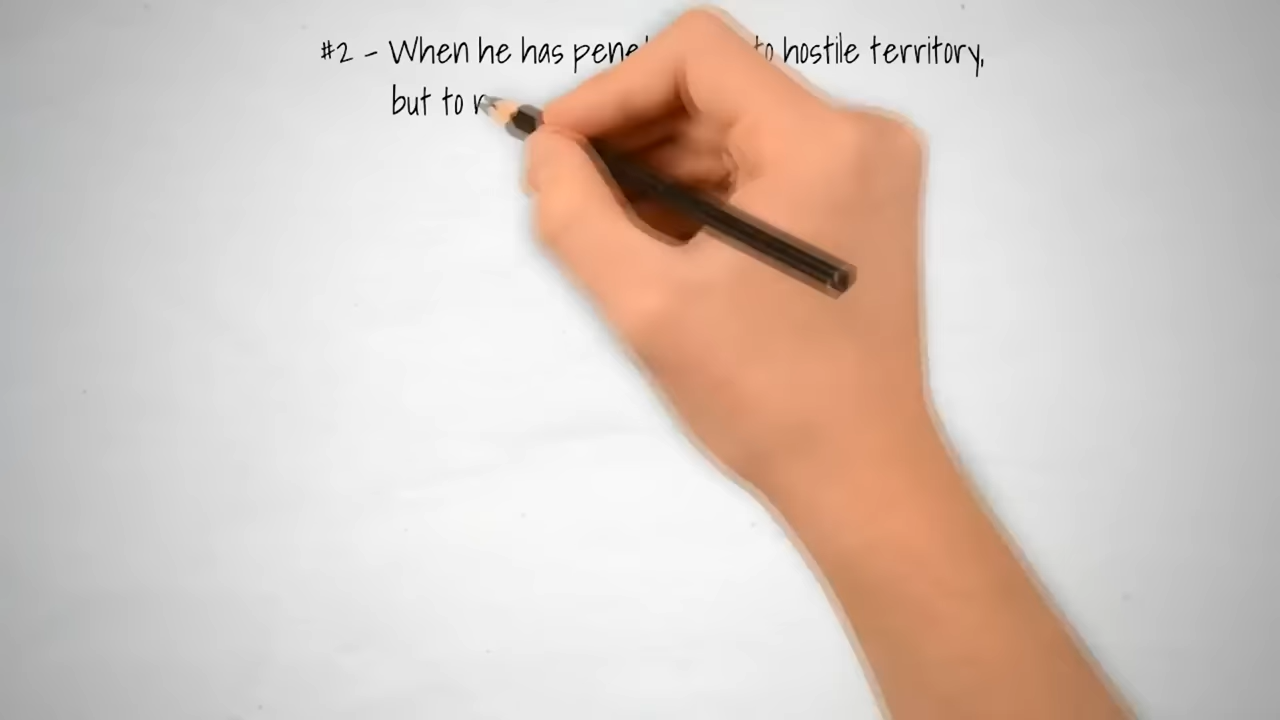 #2 - When he has to hostile territory,
but to